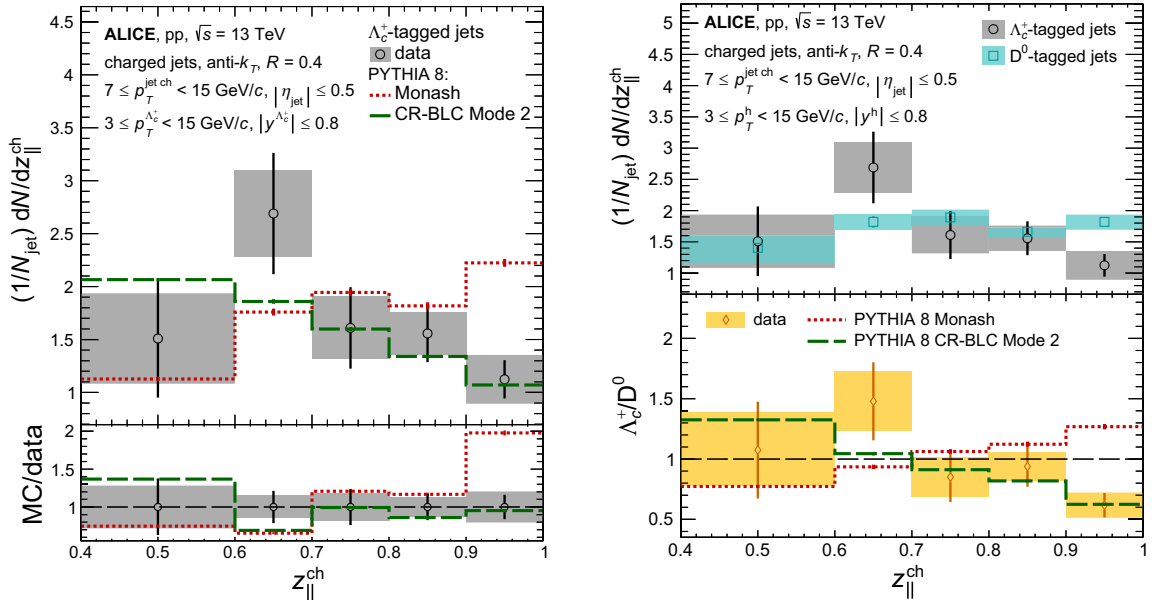 ALICE, pp, √s = 13 TeV
charged jets, anti-k_T, R = 0.4
7 ≤ p_T^{jet ch} < 15 GeV/c, |η_jet| ≤ 0.5
3 ≤ p_T^{Λ_c^+} < 15 GeV/c, |y^{Λ_c^+}| ≤ 0.8
Λ_c^+-tagged jets
data
PYTHIA 8:
Monash
CR-BLC Mode 2
(1/N_jet) dN/dz_||^ch
4.5
4
3.5
3
2.5
2
1.5
1
MC/data
2
1.5
1
0.4 0.5 0.6 0.7 0.8 0.9 1
z_||^ch
ALICE, pp, √s = 13 TeV
charged jets, anti-k_T, R = 0.4
7 ≤ p_T^{jet ch} < 15 GeV/c, |η_jet| ≤ 0.5
3 ≤ p_T^h < 15 GeV/c, |y^h| ≤ 0.8
Λ_c^+-tagged jets
D^0-tagged jets
(1/N_jet) dN/dz_||^ch
5
4.5
4
3.5
3
2.5
2
1.5
1
data
PYTHIA 8 Monash
PYTHIA 8 CR-BLC Mode 2
Λ_c^+/D^0
2
1.5
1
0.5
0.4 0.5 0.6 0.7 0.8 0.9 1
z_||^ch